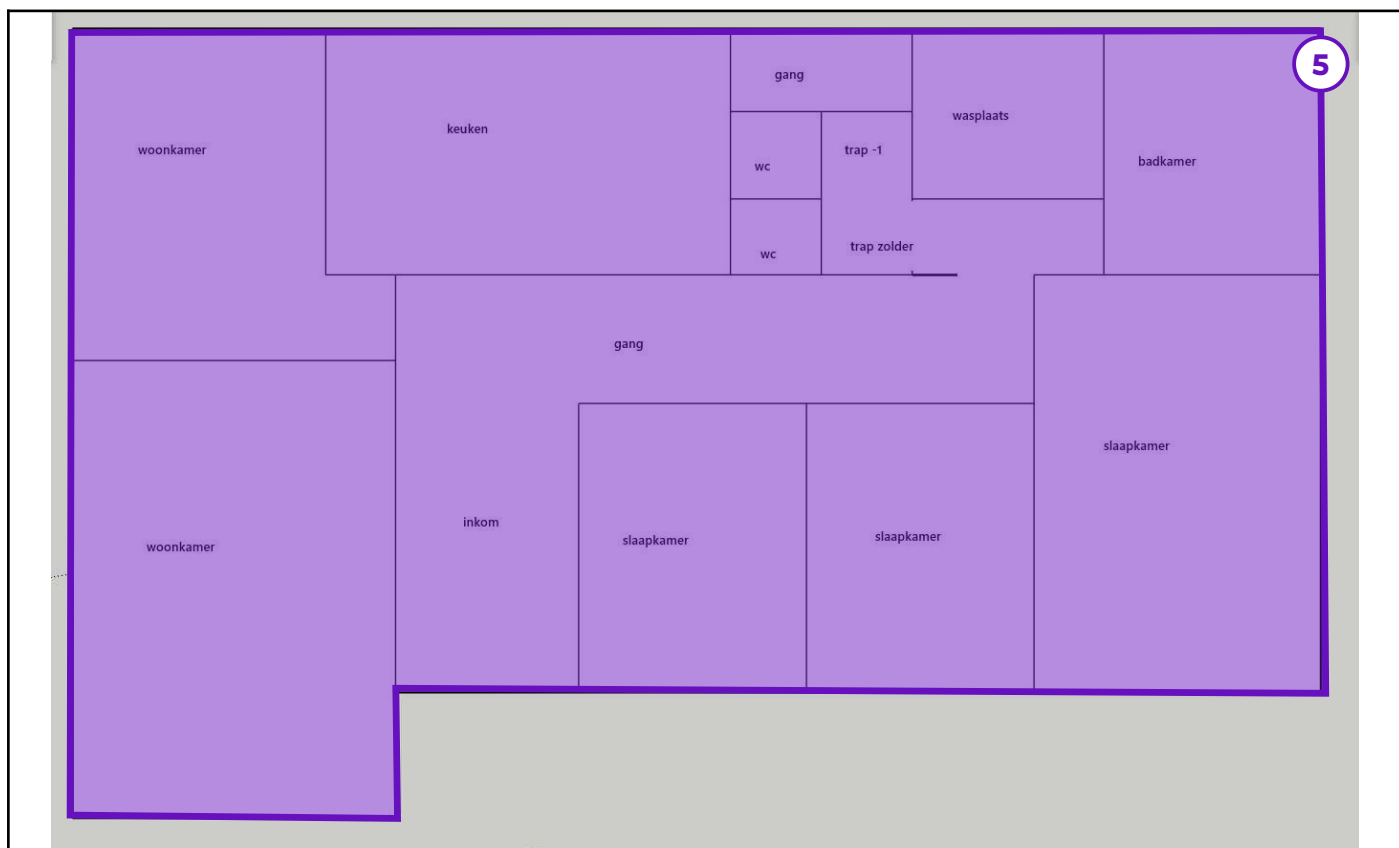 5
gang
wasplaats
keuken
woonkamer
trap -1
badkamer
wc
trap zolder
wc
gang
slaapkamer
inkom
slaapkamer
slaapkamer
woonkamer